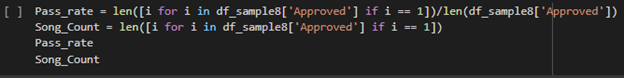 [ ] Pass_rate = len([i for i in df_sample8['Approved'] if i == 1])/len(df_sample8['Approved'])
Song_Count = len([i for i in df_sample8['Approved'] if i == 1])
Pass_rate
Song_Count